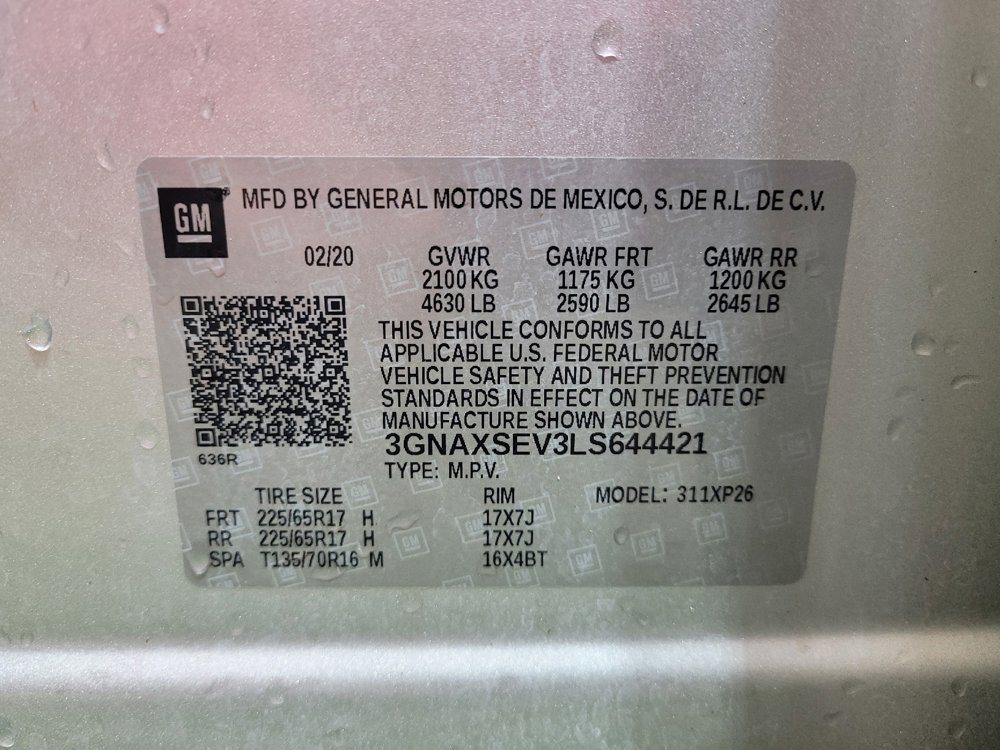 GM® MFD BY GENERAL MOTORS DE MEXICO, S. DE R.L. DE C.V.
02/20 GVWR GAWR FRT GAWR RR
2100 KG 1175 KG 1200 KG
4630 LB 2590 LB 2645 LB
THIS VEHICLE CONFORMS TO ALL
APPLICABLE U.S. FEDERAL MOTOR
VEHICLE SAFETY AND THEFT PREVENTION
STANDARDS IN EFFECT ON THE DATE OF
MANUFACTURE SHOWN ABOVE.
3GNAXSEV3LS644421
636R
TYPE: M.P.V.
TIRE SIZE RIM MODEL: 311XP26
FRT 225/65R17 H 17X7J
RR 225/65R17 H 17X7J
SPA T135/70R16 M 16X4BT